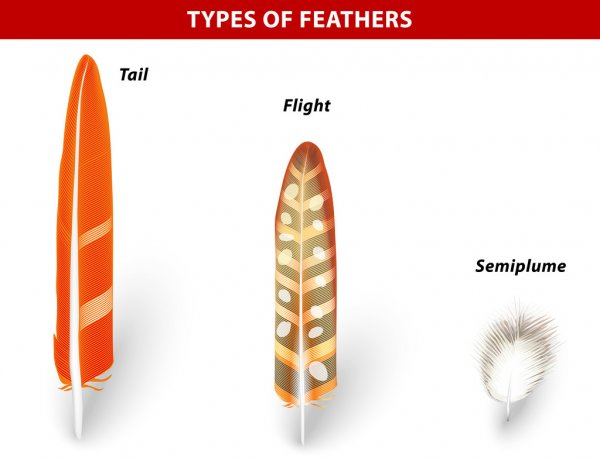 TYPES OF FEATHERS
Tail
Flight
Semiplume